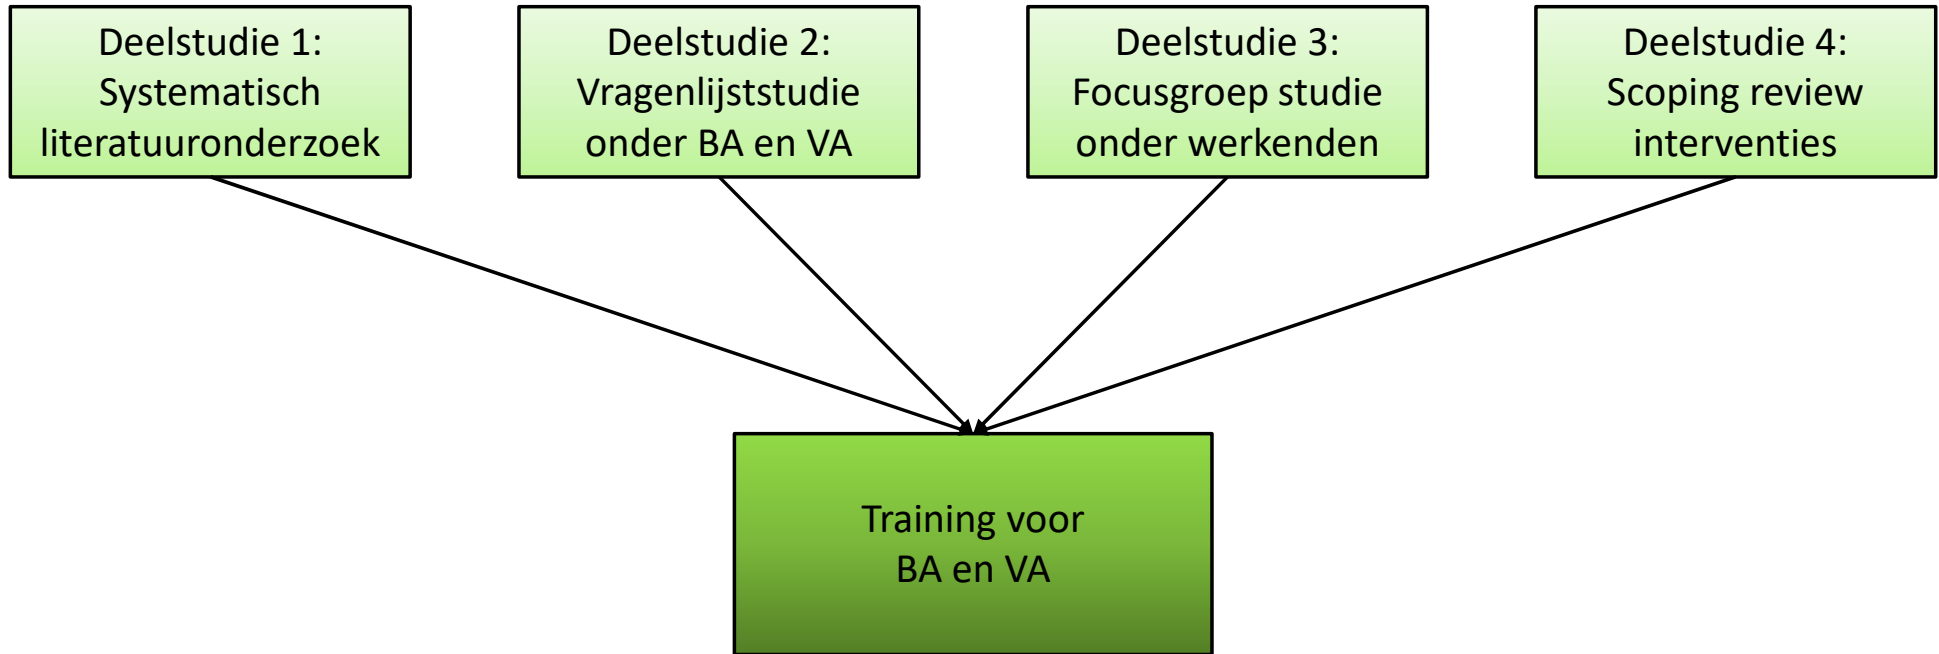 Deelstudie 1:
Systematisch
literatuuronderzoek
Deelstudie 2:
Vragenlijststudie
onder BA en VA
Deelstudie 3:
Focusgroep studie
onder werkenden
Deelstudie 4:
Scoping review
interventies
Training voor
BA en VA